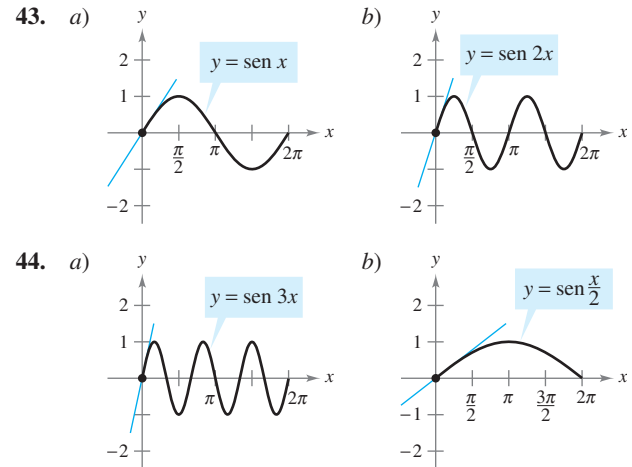 43. a) b)
y
y = sen x
2
1
−2
π/2
π
2π
x
y
y = sen 2x
2
1
−2
π/2
π
2π
x
44. a) b)
y
y = sen 3x
2
1
−2
π
2π
x
y
y = sen x/2
2
1
−1
−2
π/2
π
3π/2
2π
x